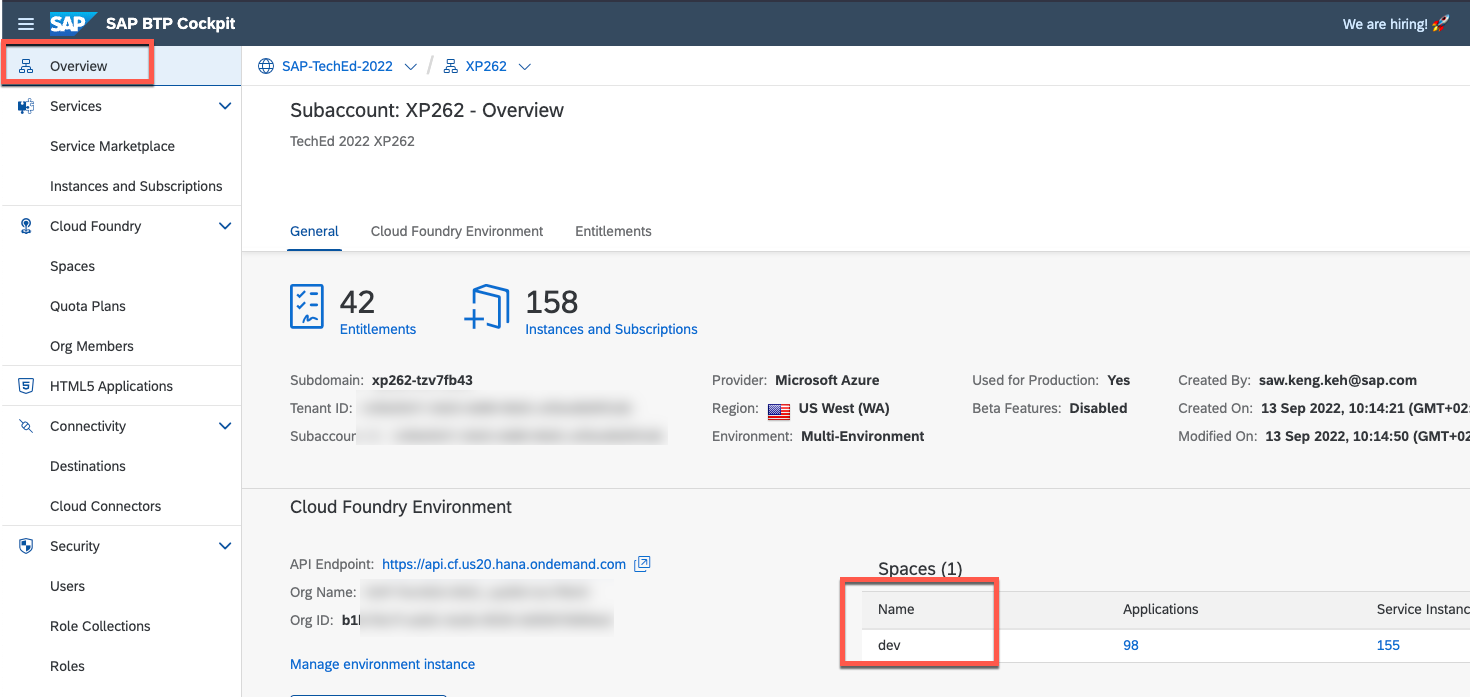 SAP SAP BTP Cockpit
We are hiring! 🚀
Overview
Services
Service Marketplace
Instances and Subscriptions
Cloud Foundry
Spaces
Quota Plans
Org Members
HTML5 Applications
Connectivity
Destinations
Cloud Connectors
Security
Users
Role Collections
Roles
SAP-TechEd-2022 / XP262
Subaccount: XP262 - Overview
TechEd 2022 XP262
General Cloud Foundry Environment Entitlements
42
Entitlements
158
Instances and Subscriptions
Subdomain: xp262-tzv7fb43
Tenant ID:
Subaccoun
Provider: Microsoft Azure
Region: US West (WA)
Environment: Multi-Environment
Used for Production: Yes
Beta Features: Disabled
Created By: saw.keng.keh@sap.com
Created On: 13 Sep 2022, 10:14:21 (GMT+02:
Modified On: 13 Sep 2022, 10:14:50 (GMT+02
Cloud Foundry Environment
API Endpoint: https://api.cf.us20.hana.ondemand.com
Org Name:
Org ID: b1
Manage environment instance
Spaces (1)
Name Applications Service Instanc
dev 98 155